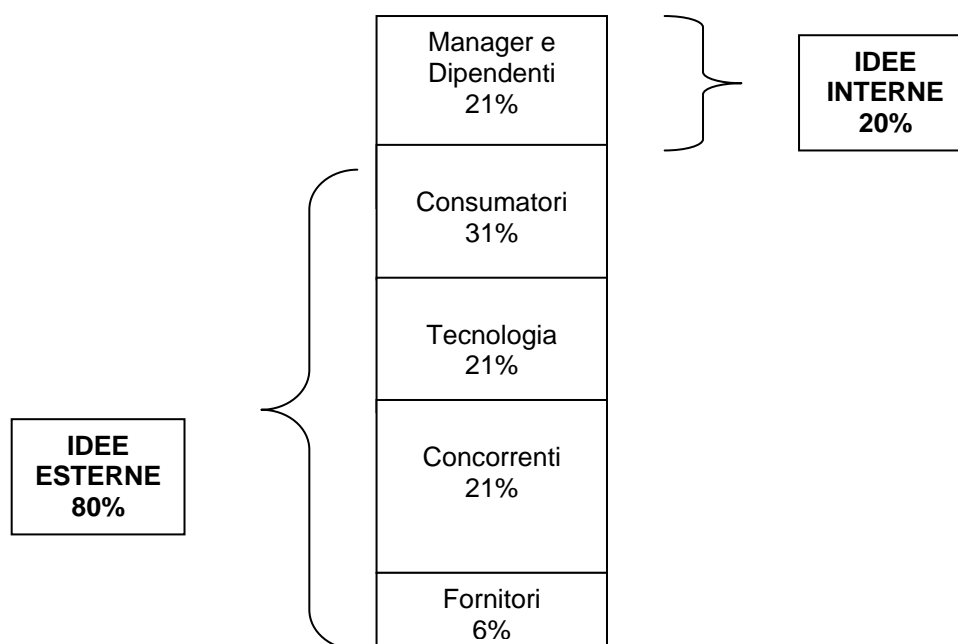 Manager e
Dipendenti
21%
IDEE
INTERNE
20%
Consumatori
31%
Tecnologia
21%
IDEE
ESTERNE
80%
Concorrenti
21%
Fornitori
6%